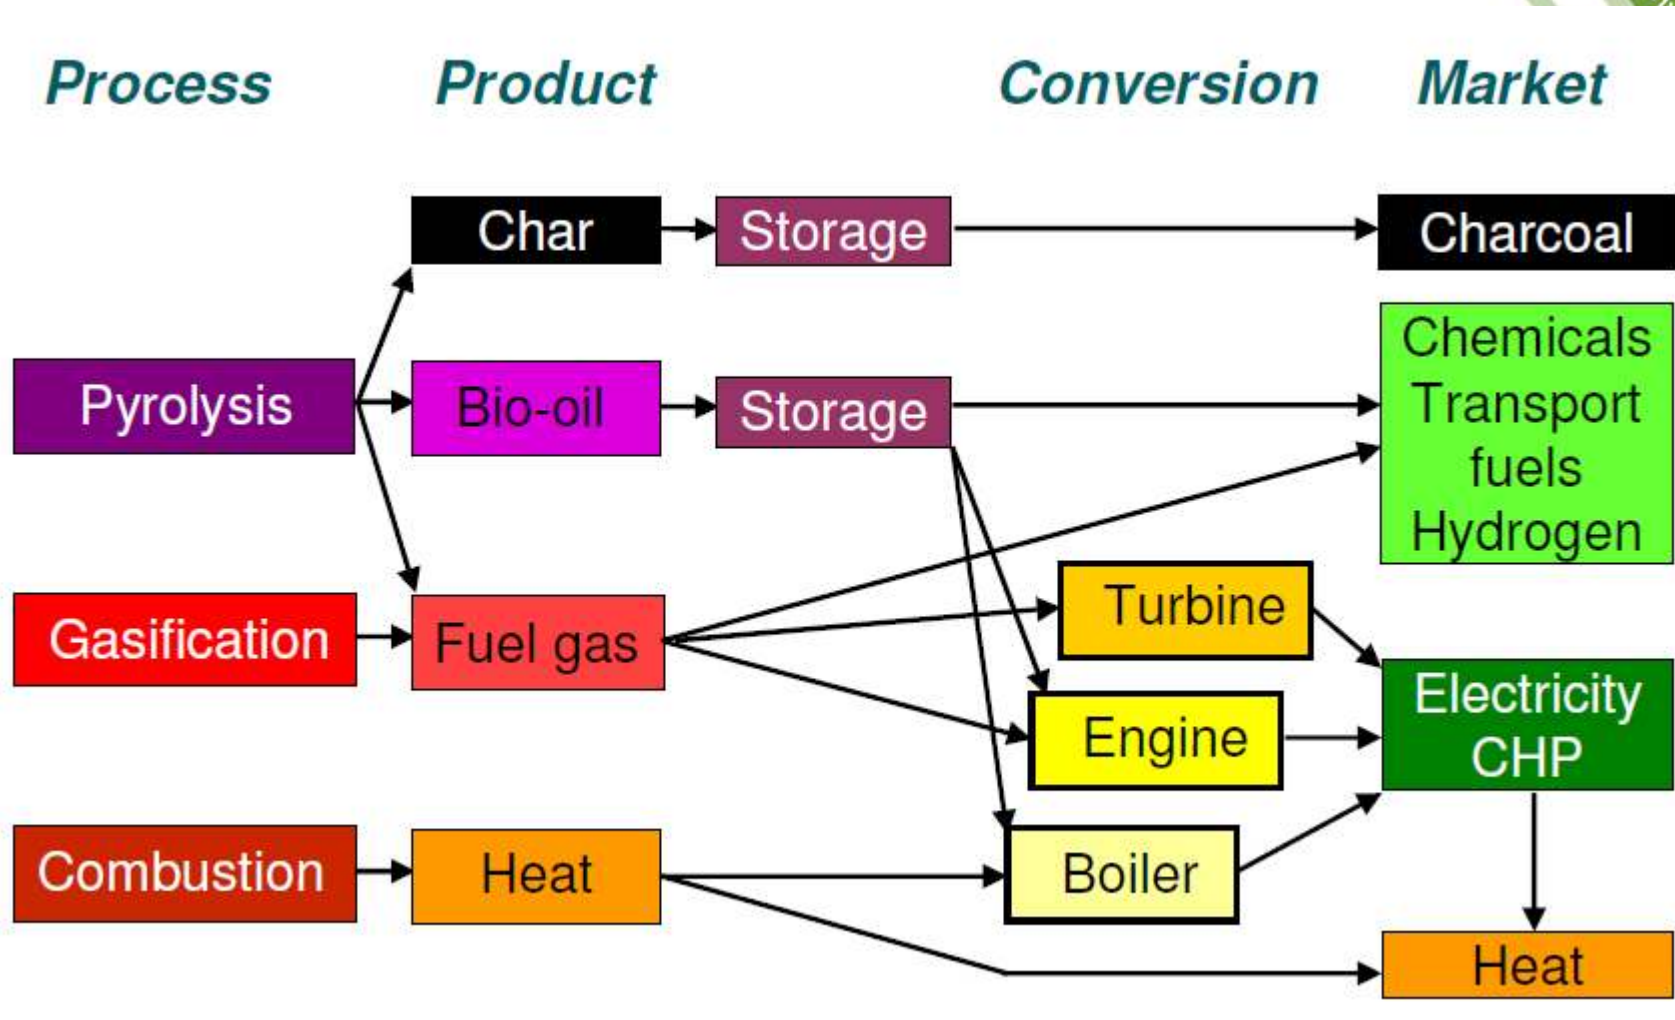 Process Product Conversion Market
Char Storage Charcoal
Pyrolysis Bio-oil Storage Chemicals
Transport
fuels
Hydrogen
Gasification Fuel gas Turbine
Engine Electricity
CHP
Combustion Heat Boiler
Heat